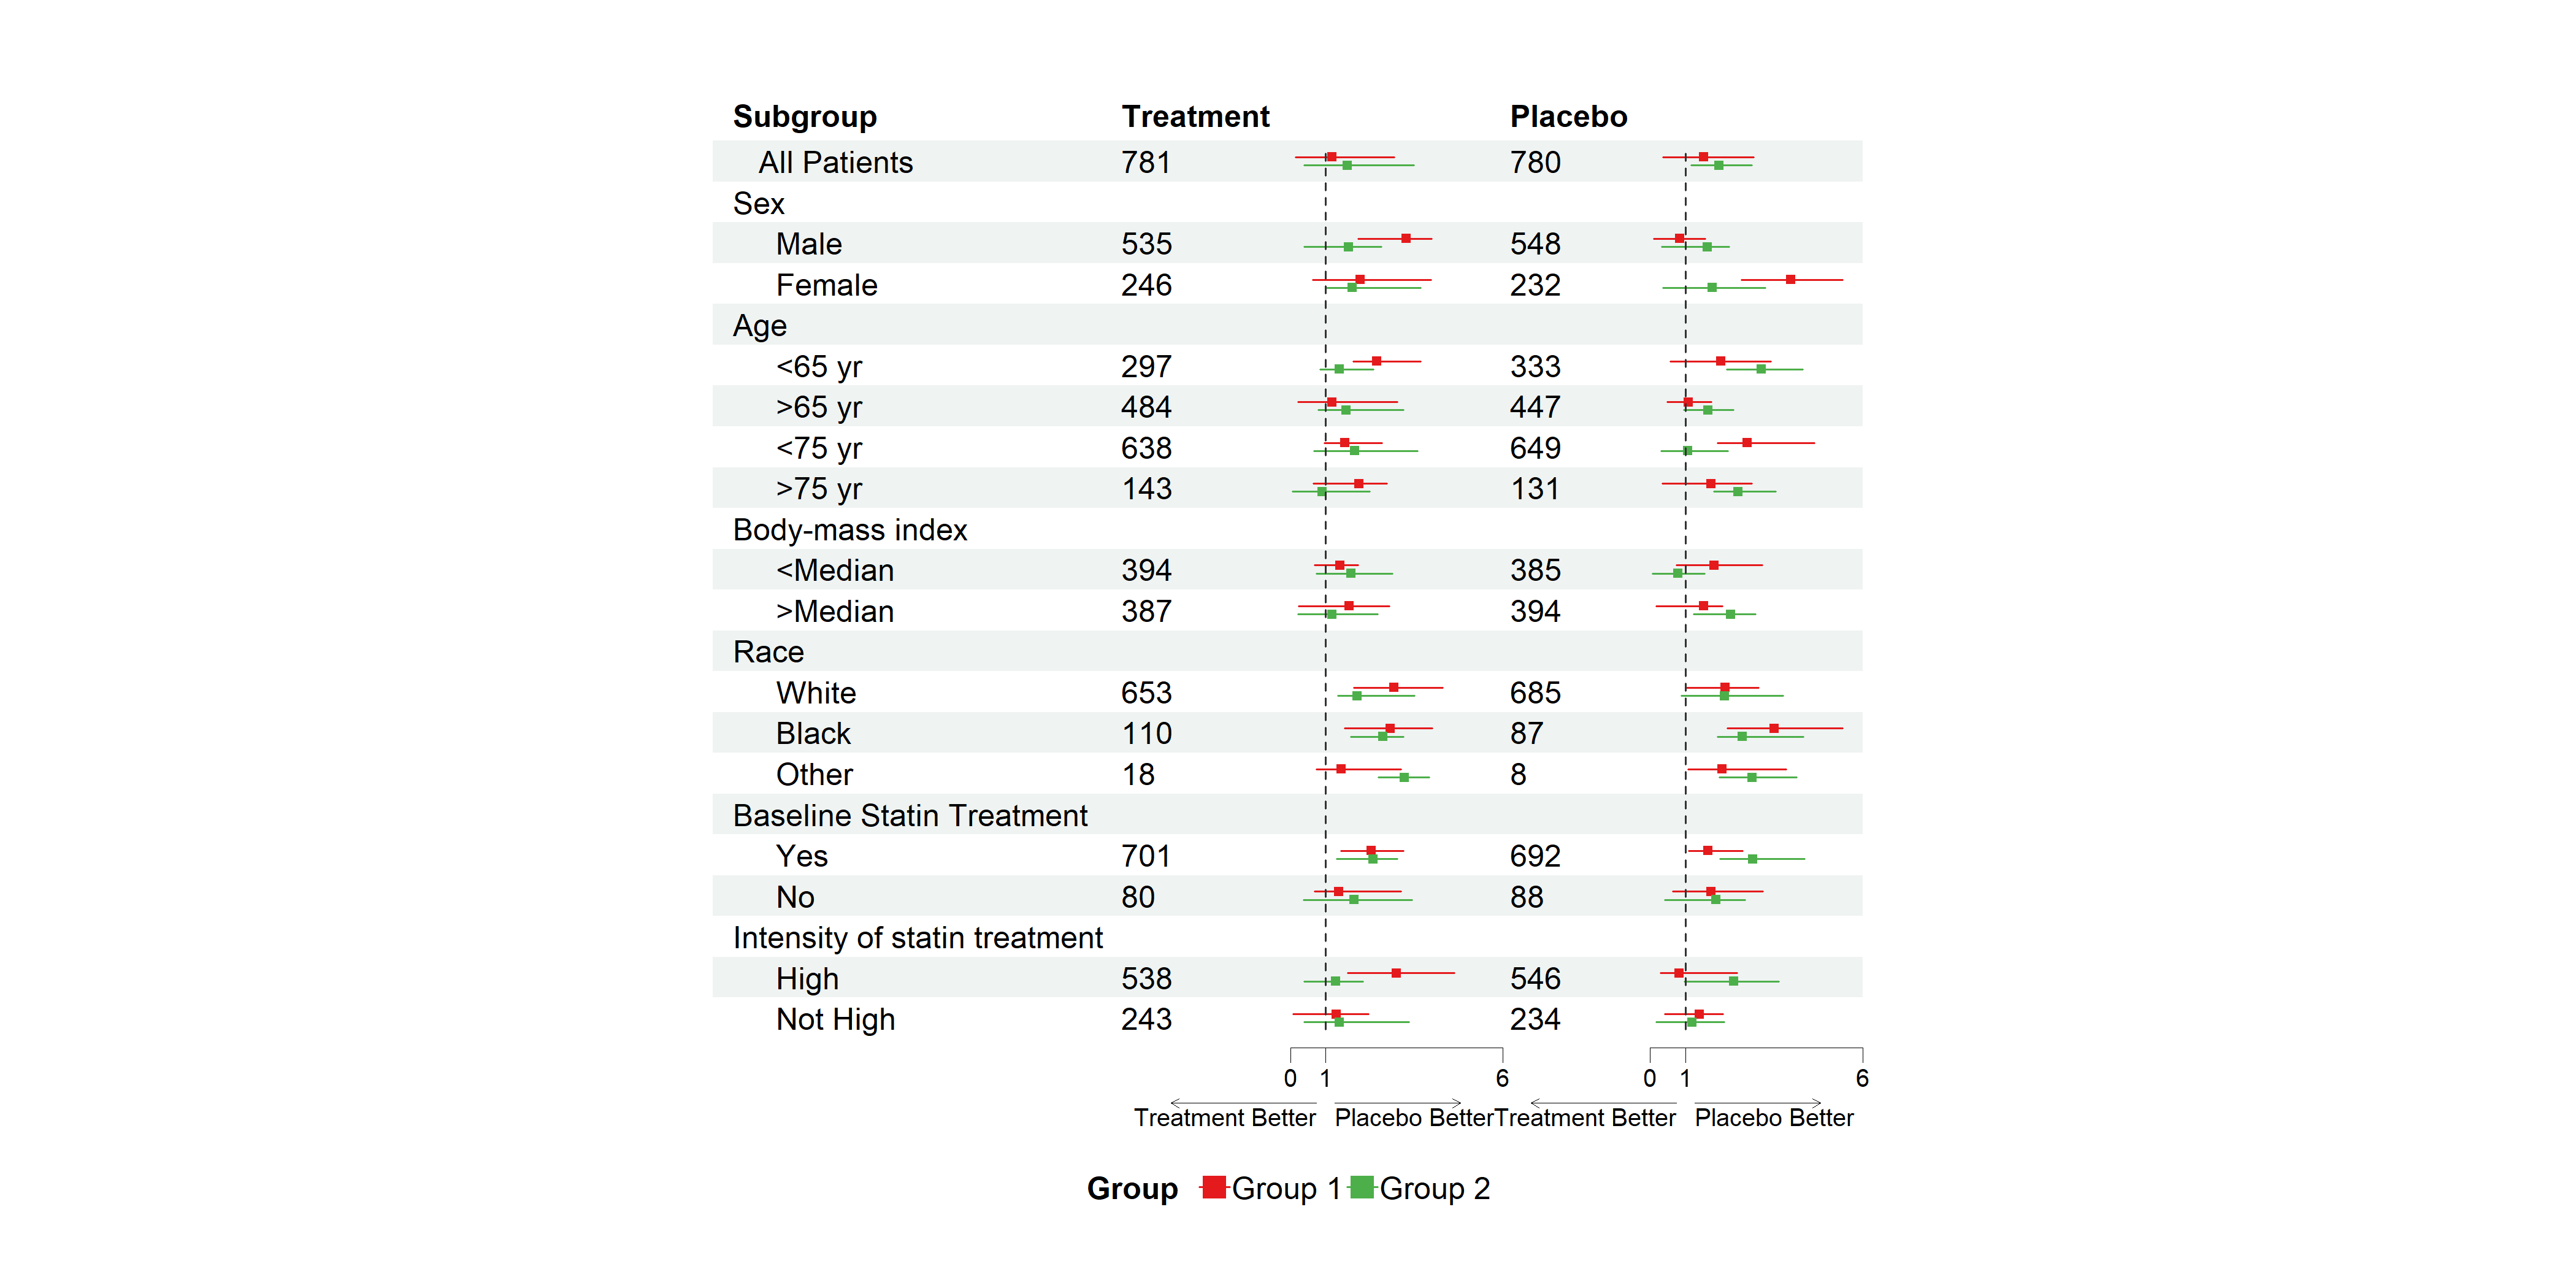 Subgroup Treatment Placebo
All Patients 781 780
Sex
Male 535 548
Female 246 232
Age
<65 yr 297 333
>65 yr 484 447
<75 yr 638 649
>75 yr 143 131
Body-mass index
<Median 394 385
>Median 387 394
Race
White 653 685
Black 110 87
Other 18 8
Baseline Statin Treatment
Yes 701 692
No 80 88
Intensity of statin treatment
High 538 546
Not High 243 234
0 1 6 0 1 6
Treatment Better Placebo Better Treatment Better Placebo Better
Group Group 1 Group 2